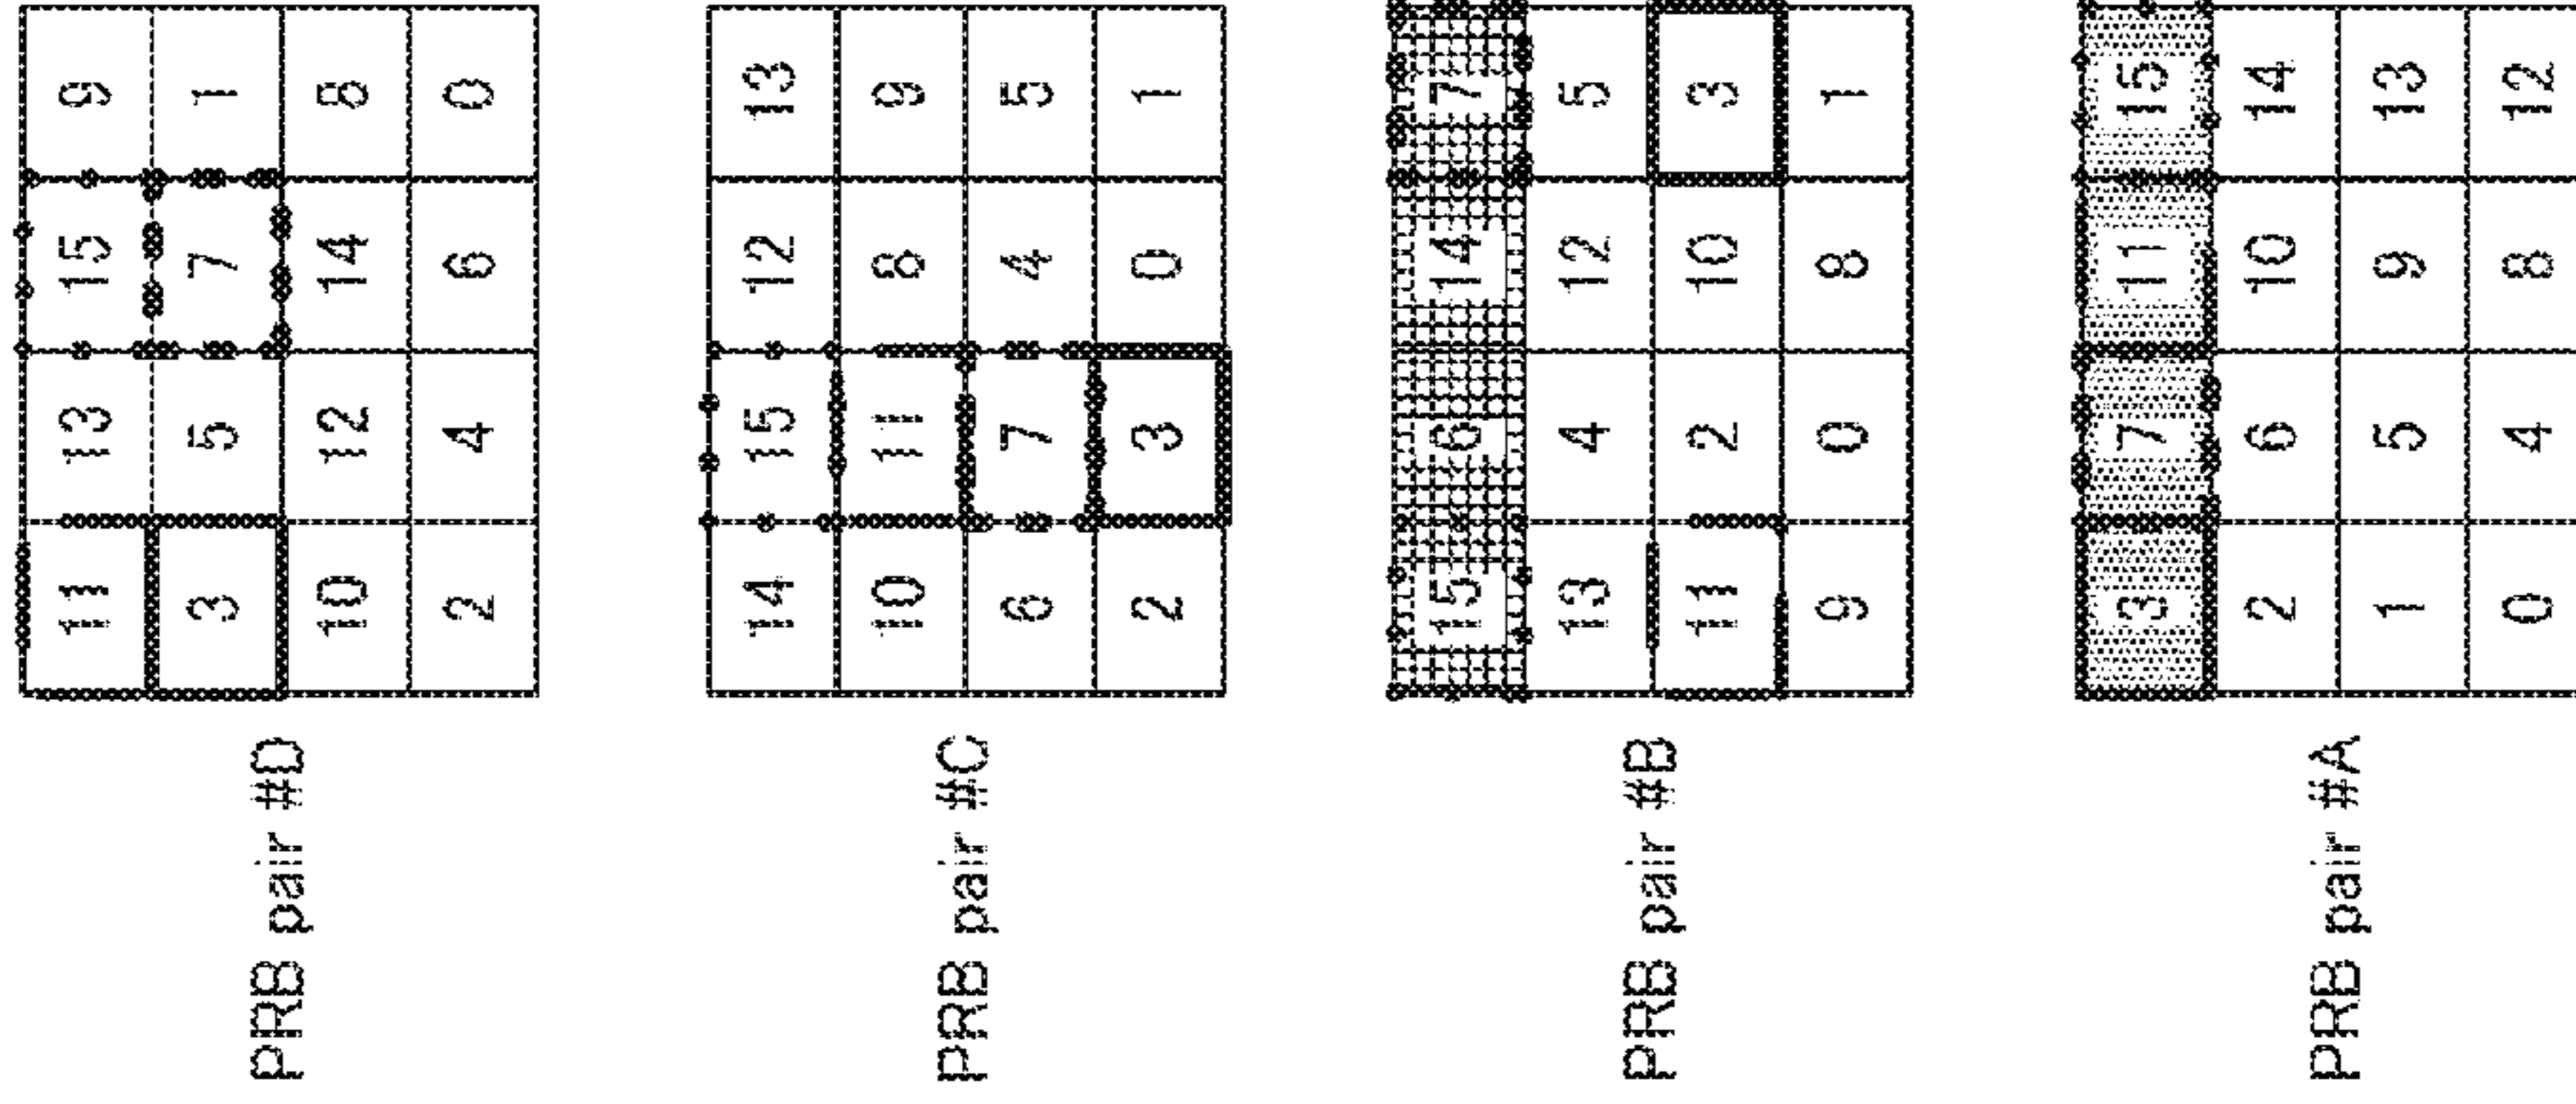 PRB pair #D
11 13 15 9
3 5 7 1
10 12 14 8
2 4 6 0
PRB pair #C
14 15 12 13
10 11 8 9
6 7 4 5
2 3 0 1
PRB pair #B
15 6 14 7
13 4 12 5
11 2 10 3
9 0 8 1
PRB pair #A
3 7 11 15
2 6 10 14
1 5 9 13
0 4 8 12